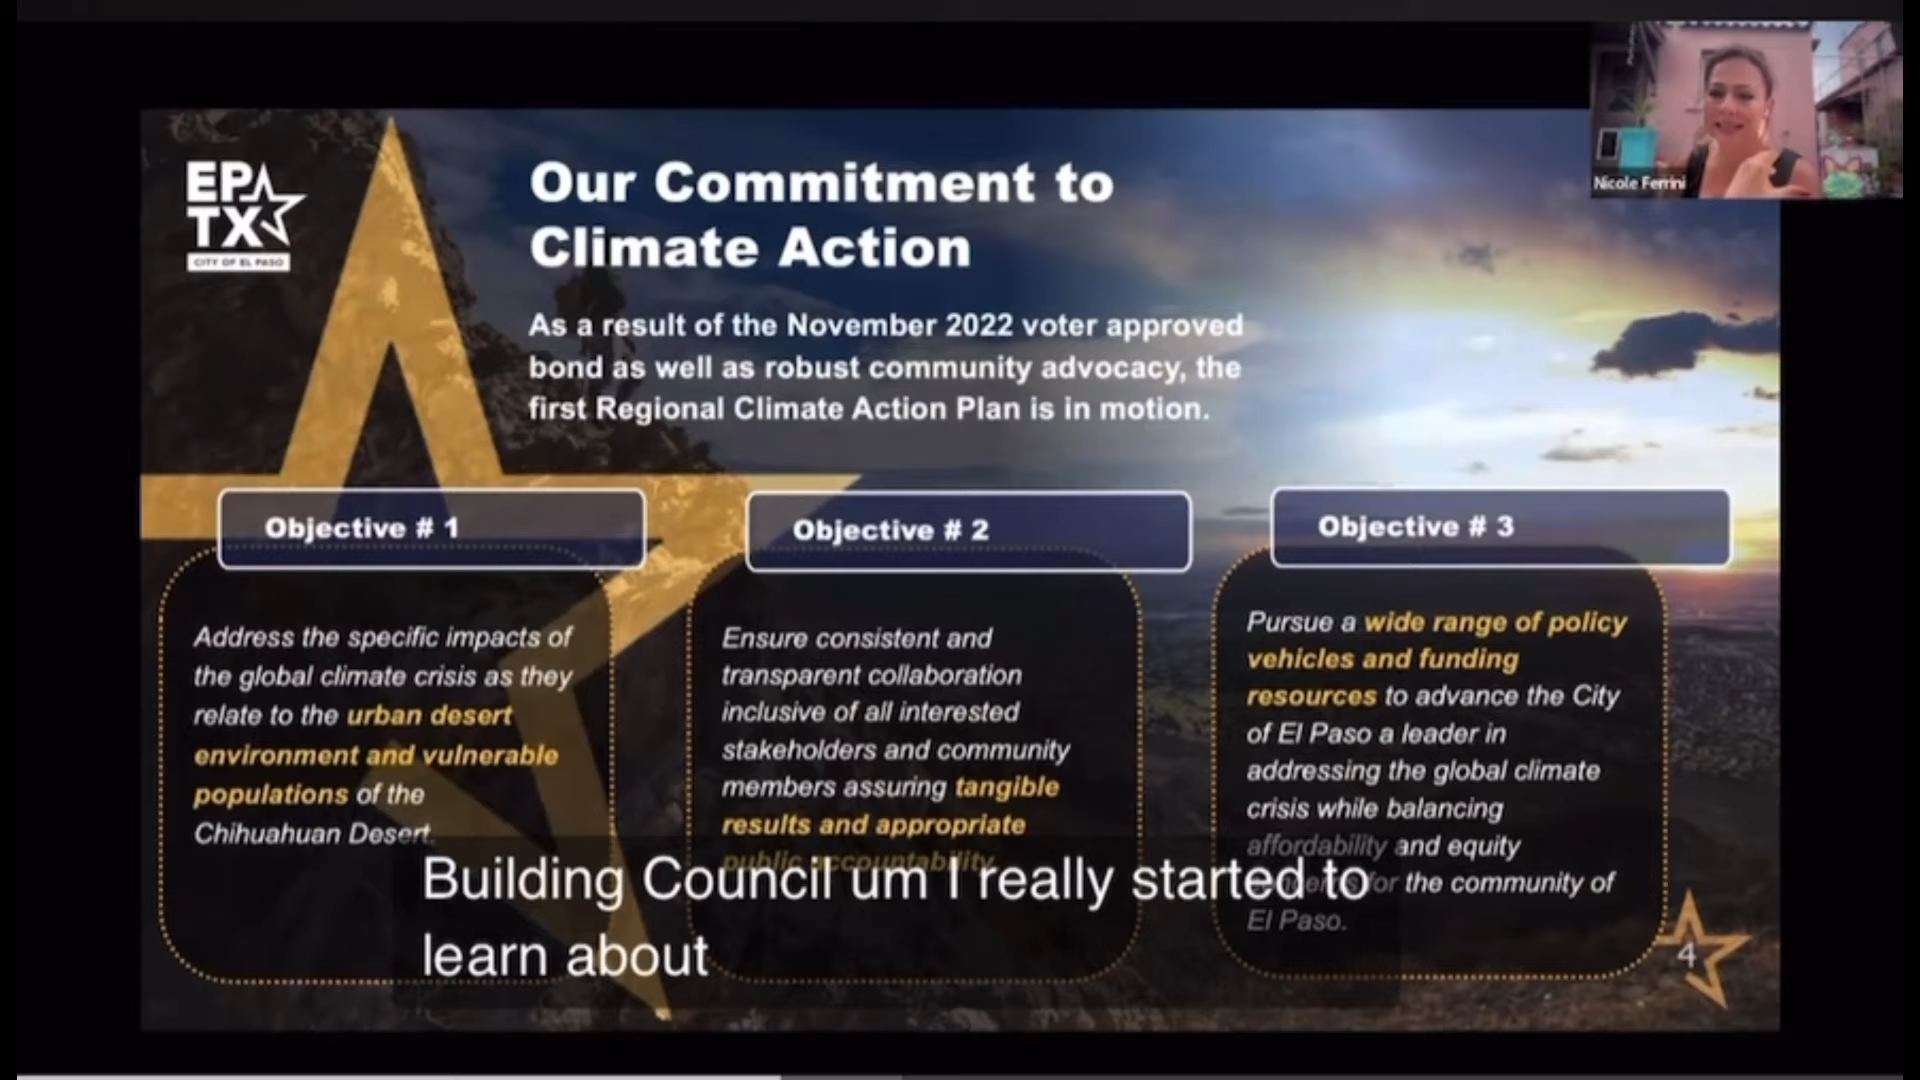 Nicole Ferrini
EP
TX
CITY OF EL PASO
Our Commitment to
Climate Action
As a result of the November 2022 voter approved
bond as well as robust community advocacy, the
first Regional Climate Action Plan is in motion.
Objective # 1
Address the specific impacts of
the global climate crisis as they
relate to the urban desert
environment and vulnerable
populations of the
Chihuahuan Desert.
Objective # 2
Ensure consistent and
transparent collaboration
inclusive of all interested
stakeholders and community
members assuring tangible
results and appropriate
public accountability.
Objective # 3
Pursue a wide range of policy
vehicles and funding
resources to advance the City
of El Paso a leader in
addressing the global climate
crisis while balancing
affordability and equity
for the community of
El Paso.
4
Building Council um I really started to
learn about